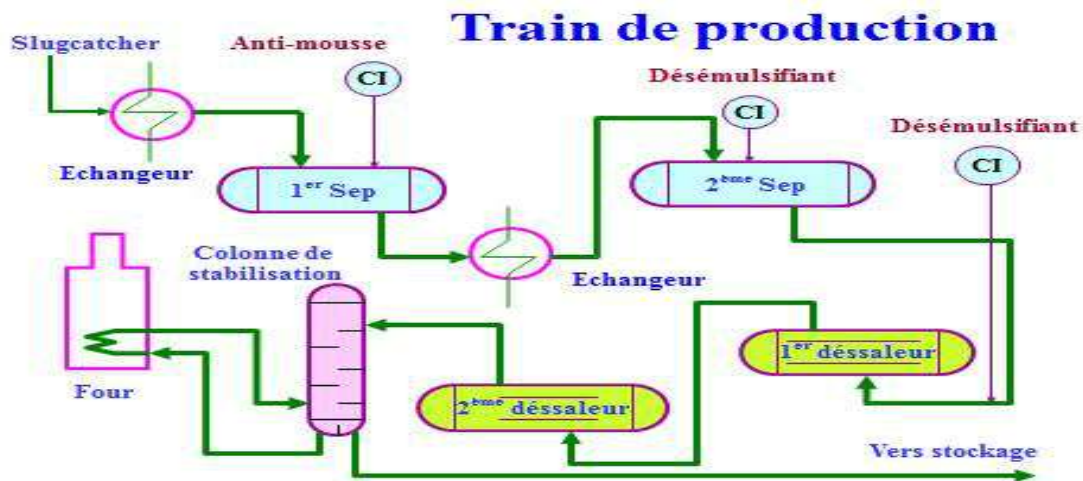 Train de production
Slugcatcher
Anti-mousse
CI
Désémulsifiant
CI
Désémulsifiant
CI
Echangeur
1er Sep
2ème Sep
Colonne de
stabilisation
Echangeur
1er déssaleur
2ème déssaleur
Four
Vers stockage